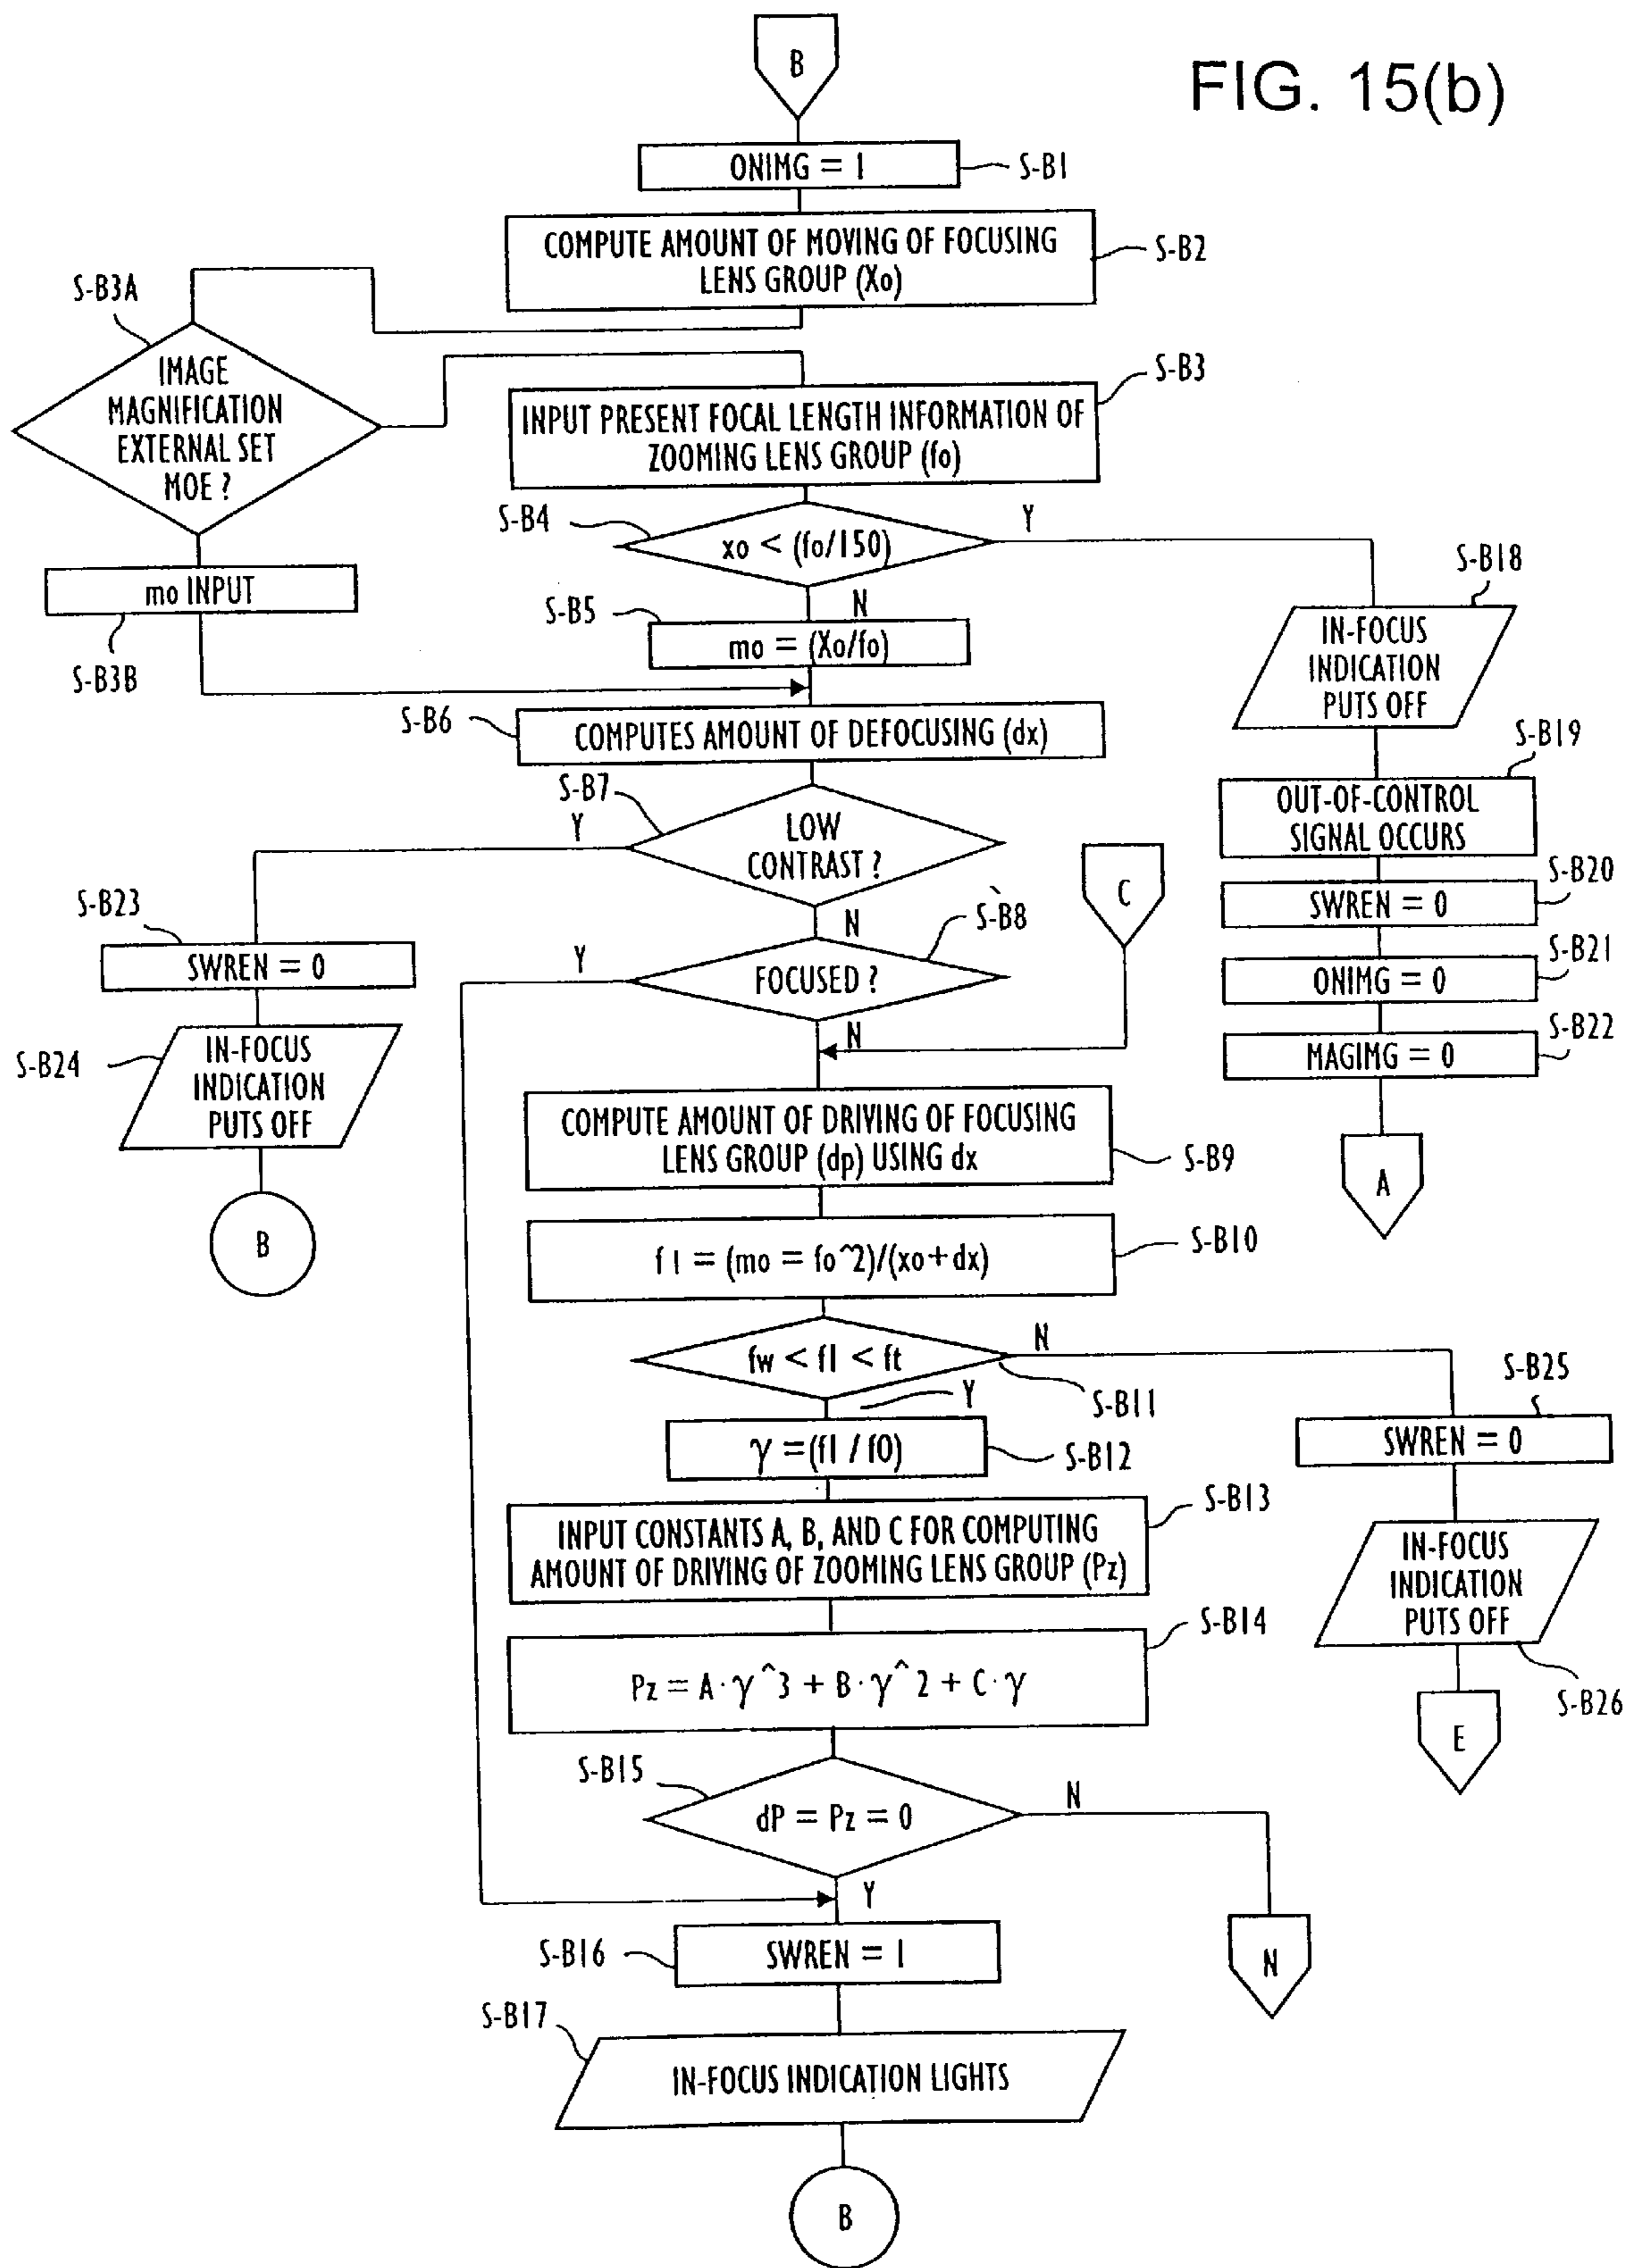 FIG. 15(b)
B
ONIMG = 1
S-B1
COMPUTE AMOUNT OF MOVING OF FOCUSING
LENS GROUP (Xo)
S-B2
S-B3A
IMAGE
MAGNIFICATION
EXTERNAL SET
MOE ?
S-B3
INPUT PRESENT FOCAL LENGTH INFORMATION OF
ZOOMING LENS GROUP (fo)
S-B4
xo < (fo/150)
Y
N
mo INPUT
S-B3B
S-B5
mo = (Xo/fo)
S-B18
IN-FOCUS
INDICATION
PUTS OFF
S-B6
COMPUTES AMOUNT OF DEFOCUSING (dx)
S-B19
OUT-OF-CONTROL
SIGNAL OCCURS
S-B7
Y
LOW
CONTRAST ?
N
C
S-B20
SWREN = 0
S-B23
SWREN = 0
S-B8
Y
FOCUSED ?
N
S-B21
ONIMG = 0
S-B22
MAGIMG = 0
S-B24
IN-FOCUS
INDICATION
PUTS OFF
B
A
COMPUTE AMOUNT OF DRIVING OF FOCUSING
LENS GROUP (dp) USING dx
S-B9
f1 = (mo = fo^2)/(xo+dx)
S-B10
fw < f1 < ft
N
S-B11
Y
S-B25
SWREN = 0
γ =(f1 / f0)
S-B12
S-B13
INPUT CONSTANTS A, B, AND C FOR COMPUTING
AMOUNT OF DRIVING OF ZOOMING LENS GROUP (Pz)
IN-FOCUS
INDICATION
PUTS OFF
S-B26
E
S-B14
Pz = A·γ^3 + B·γ^2 + C·γ
S-B15
dP = Pz = 0
N
Y
N
S-B16
SWREN = 1
S-B17
IN-FOCUS INDICATION LIGHTS
B